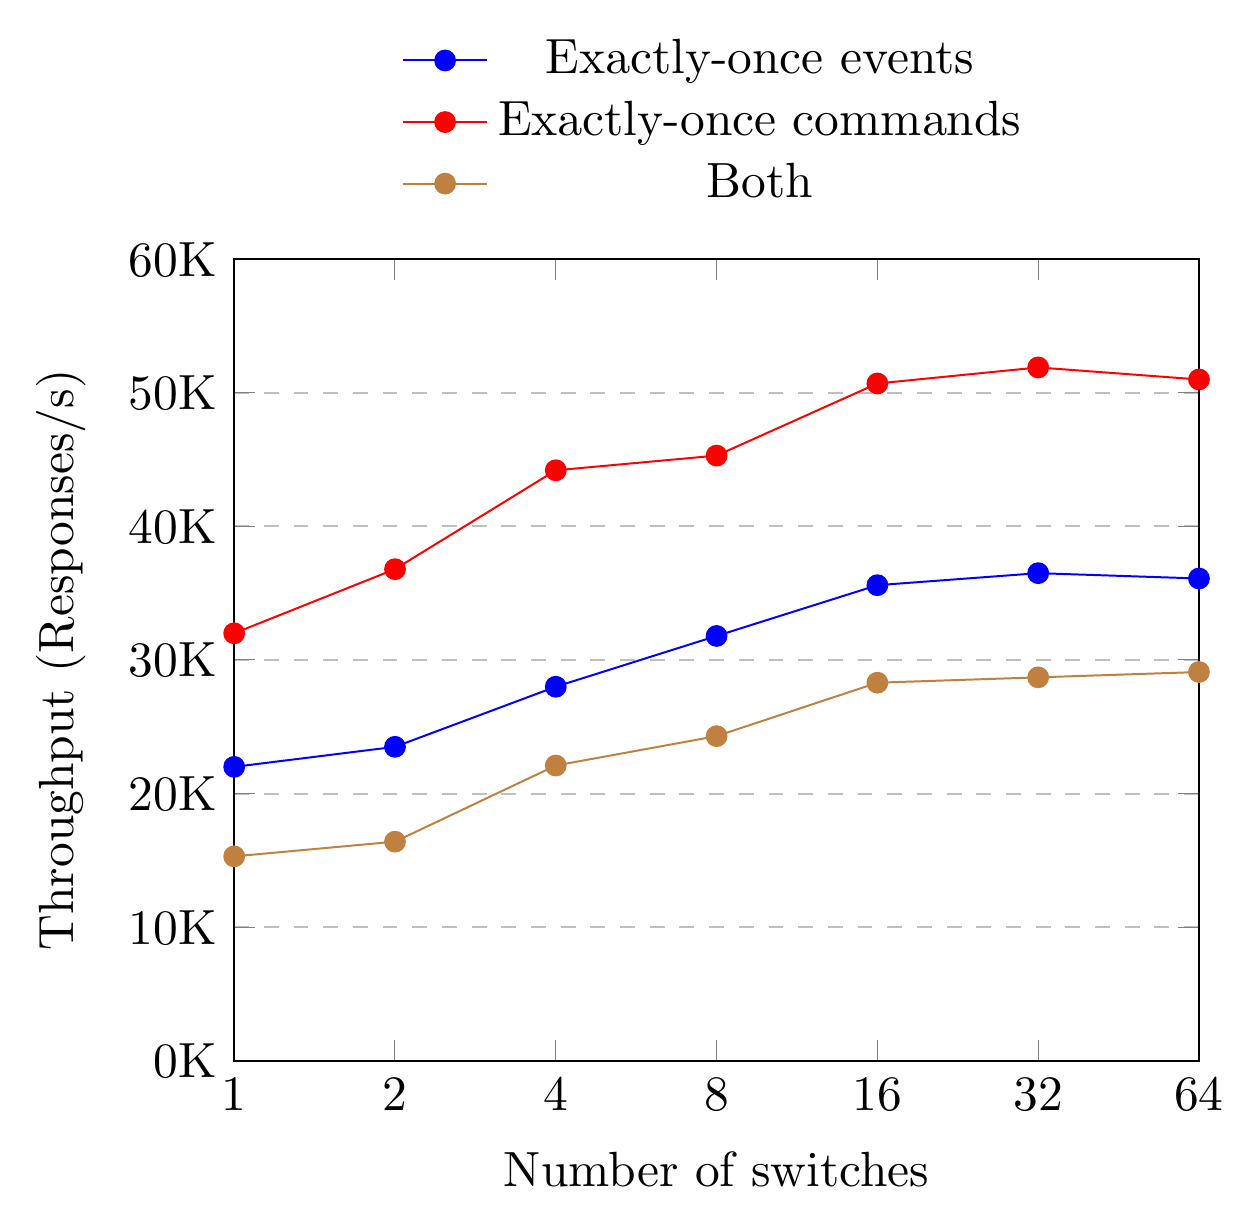 Exactly-once events
Exactly-once commands
Both
60K
50K
40K
30K
20K
10K
0K
Throughput (Responses/s)
1 2 4 8 16 32 64
Number of switches